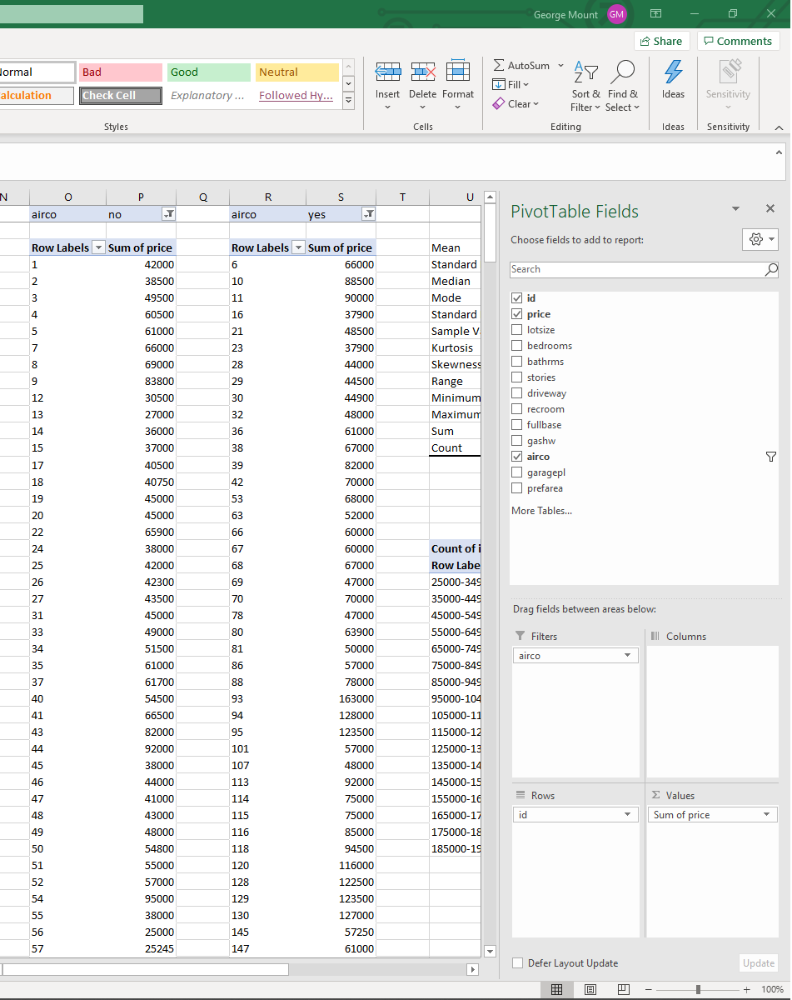 George Mount GM
Share Comments
Normal Bad Good Neutral
Calculation Check Cell Explanatory ... Followed Hy...
Insert Delete Format
AutoSum
Fill
Clear
Sort & Filter
Find & Select
Ideas
Sensitivity
Styles Cells Editing Ideas Sensitivity
N O P Q R S T U
airco no airco yes
Row Labels Sum of price Row Labels Sum of price Mean
1 42000 6 66000 Standard
2 38500 10 88500 Median
3 49500 11 90000 Mode
4 60500 16 37900 Standard
5 61000 21 48500 Sample Va
7 66000 23 37900 Kurtosis
8 69000 28 44000 Skewness
9 83800 29 44500 Range
12 30500 30 44900 Minimum
13 27000 32 48000 Maximum
14 36000 36 61000 Sum
15 37000 38 67000 Count
17 40500 39 82000
18 40750 42 70000
19 45000 53 68000
20 45000 63 52000
22 65900 66 60000
24 38000 67 60000 Count of i
25 42000 68 67000 Row Labe
26 42300 69 47000 25000-349
27 43500 70 70000 35000-449
31 45000 78 47000 45000-549
33 49000 80 63900 55000-649
34 51500 81 50000 65000-749
35 61000 86 57000 75000-849
37 61700 88 78000 85000-949
40 54500 93 163000 95000-104
41 66500 94 128000 105000-11
43 82000 95 123500 115000-12
44 92000 101 57000 125000-13
45 38000 107 48000 135000-14
46 44000 113 92000 145000-15
47 41000 114 75000 155000-16
48 43000 115 75000 165000-17
49 48000 116 85000 175000-18
50 54800 118 94500 185000-19
51 55000 120 116000
52 57000 128 122500
54 95000 129 123500
55 38000 130 127000
56 25000 145 57250
57 25245 147 61000
PivotTable Fields
Choose fields to add to report:
Search
id
price
lotsize
bedrooms
bathrms
stories
driveway
recroom
fullbase
gashw
airco
garagepl
prefarea
More Tables...
Drag fields between areas below:
Filters Columns
airco
Rows Values
id Sum of price
Defer Layout Update Update
100%